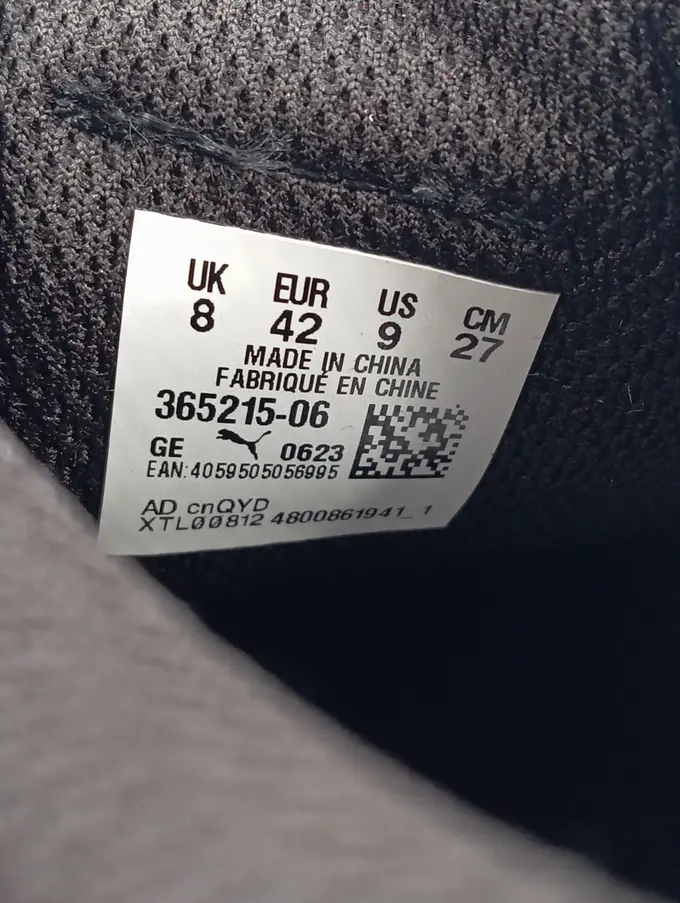 UK EUR US CM
8 42 9 27
MADE IN CHINA
FABRIQUÉ EN CHINE
365215-06
GE 0623
EAN:4059505056995
AD cnQYD
XTL00812 4800861941_1